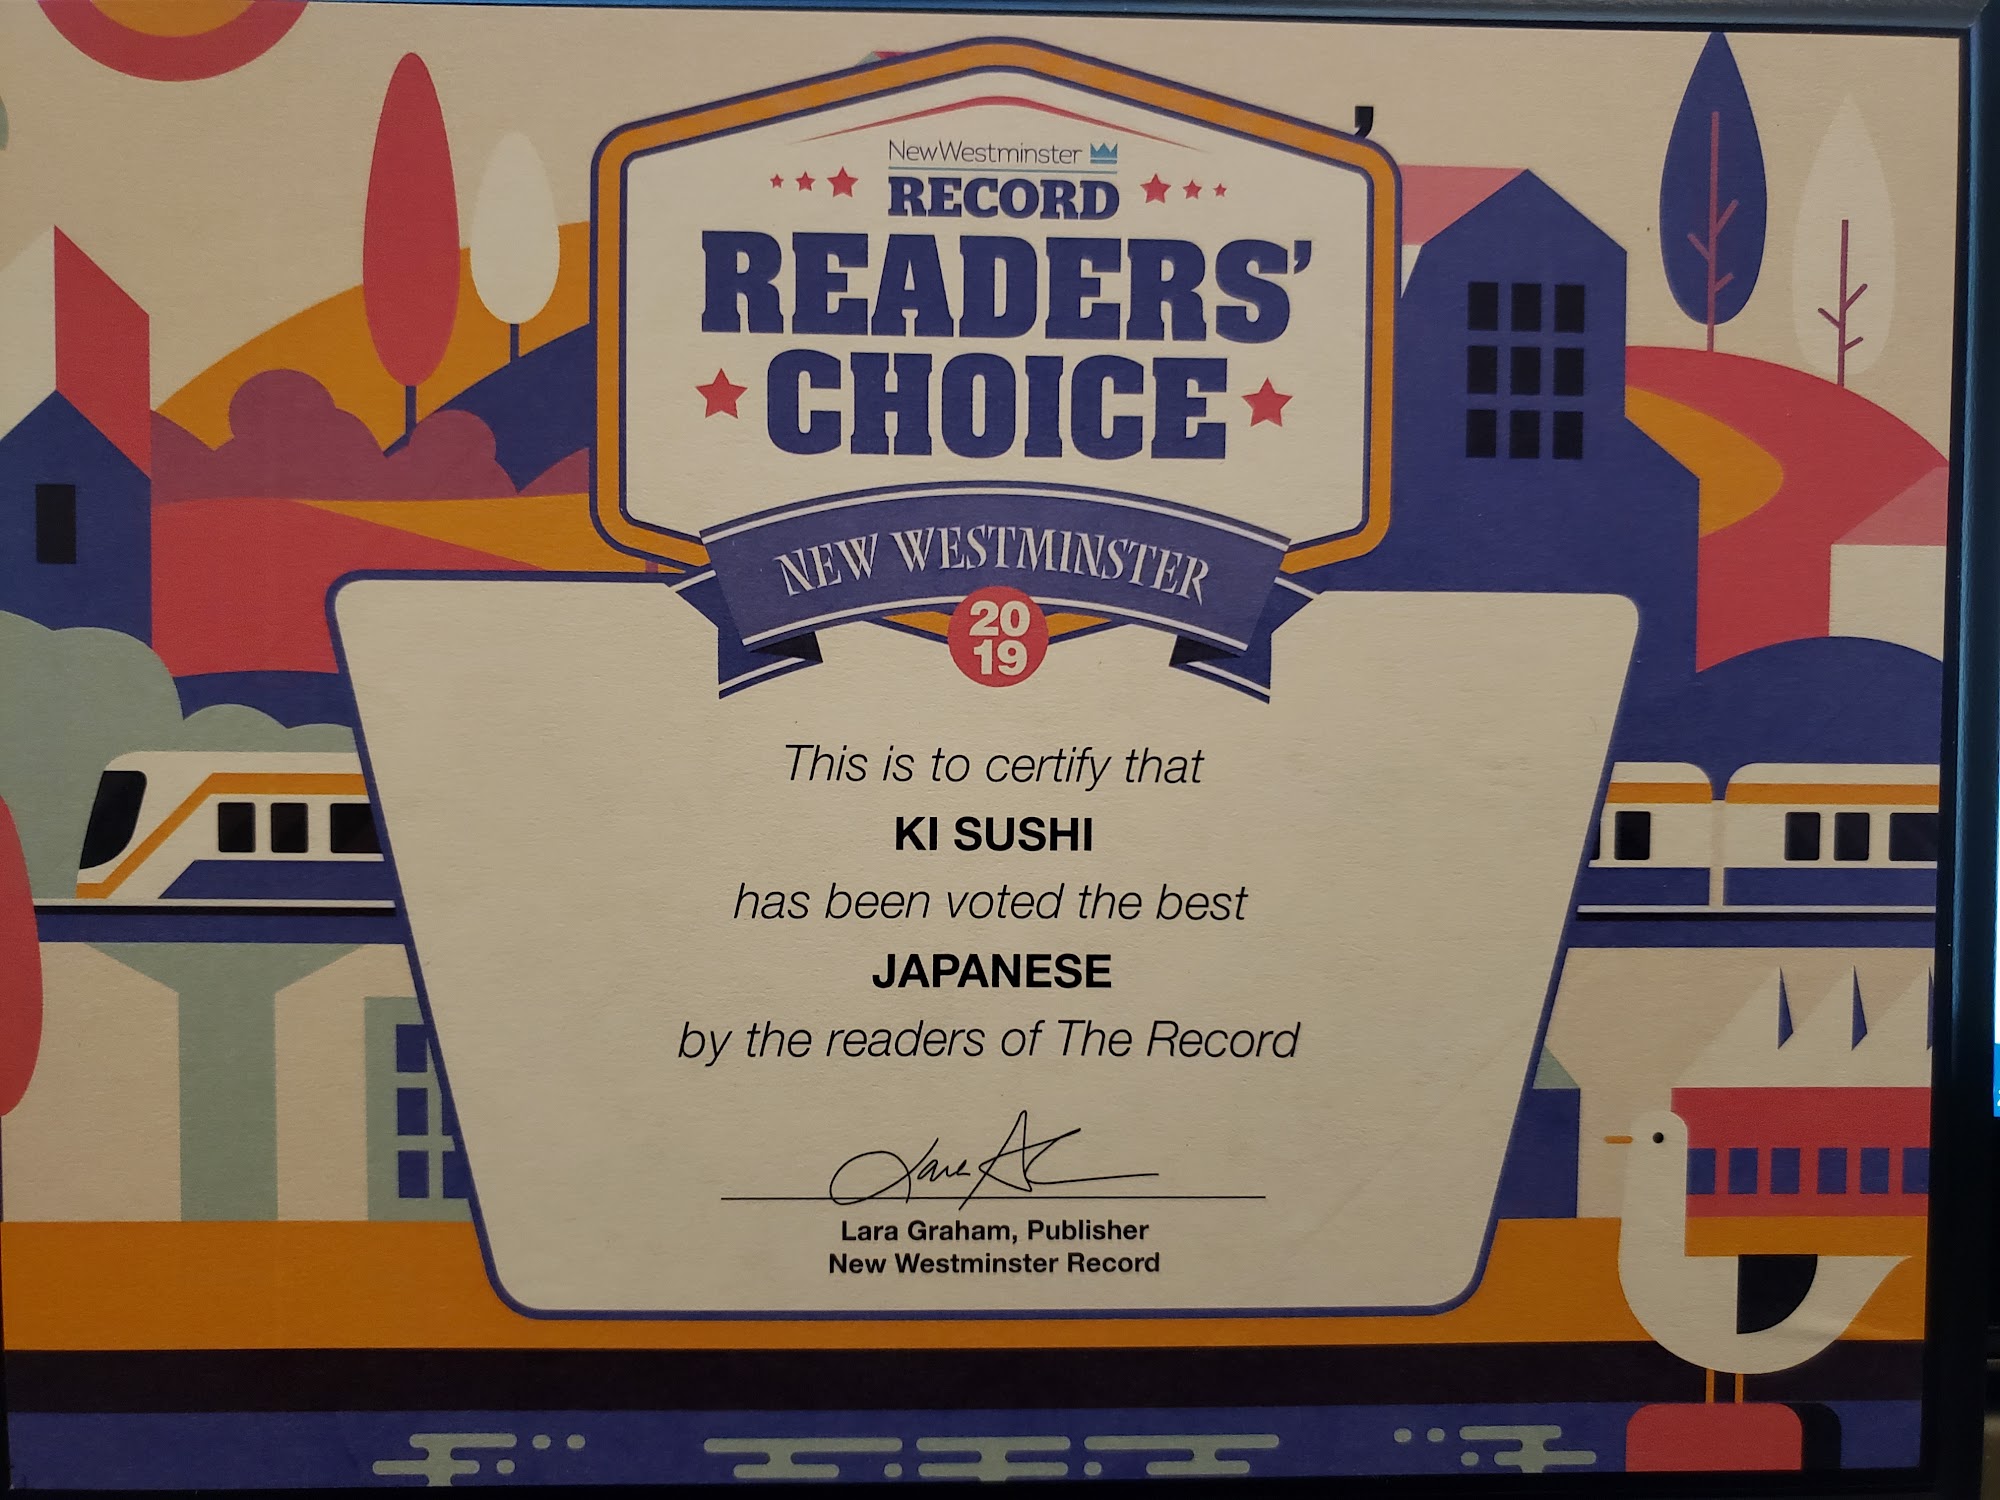 NewWestminster
RECORD
READERS'
CHOICE
NEW WESTMINSTER
20
19
This is to certify that
KI SUSHI
has been voted the best
JAPANESE
by the readers of The Record
Lara Graham, Publisher
New Westminster Record